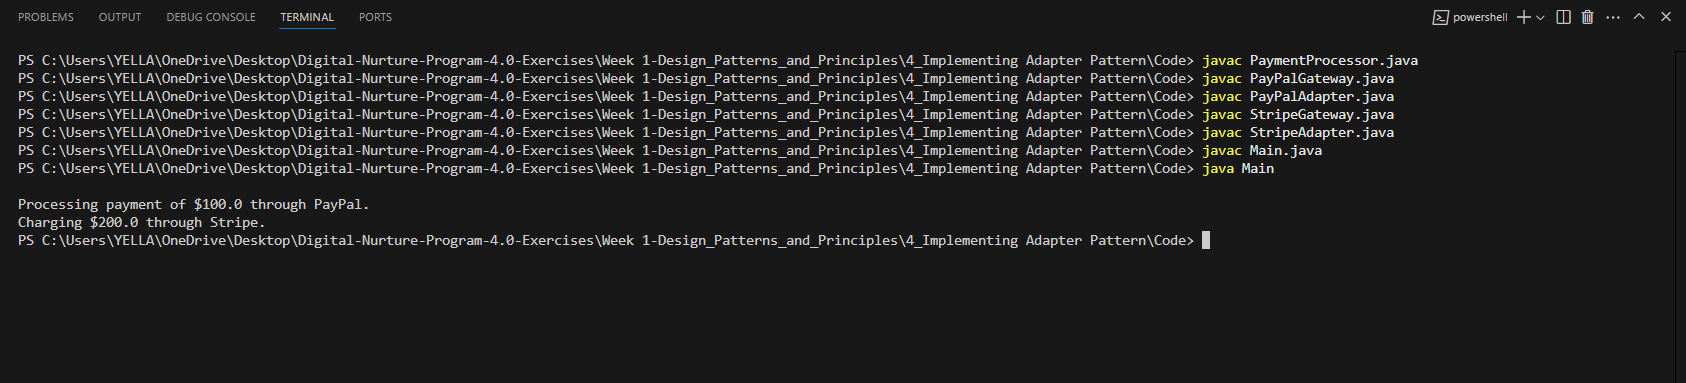 PROBLEMS OUTPUT DEBUG CONSOLE TERMINAL PORTS powershell
PS C:\Users\YELLA\OneDrive\Desktop\Digital-Nurture-Program-4.0-Exercises\Week 1-Design_Patterns_and_Principles\4_Implementing Adapter Pattern\Code> javac PaymentProcessor.java
PS C:\Users\YELLA\OneDrive\Desktop\Digital-Nurture-Program-4.0-Exercises\Week 1-Design_Patterns_and_Principles\4_Implementing Adapter Pattern\Code> javac PayPalGateway.java
PS C:\Users\YELLA\OneDrive\Desktop\Digital-Nurture-Program-4.0-Exercises\Week 1-Design_Patterns_and_Principles\4_Implementing Adapter Pattern\Code> javac PayPalAdapter.java
PS C:\Users\YELLA\OneDrive\Desktop\Digital-Nurture-Program-4.0-Exercises\Week 1-Design_Patterns_and_Principles\4_Implementing Adapter Pattern\Code> javac StripeGateway.java
PS C:\Users\YELLA\OneDrive\Desktop\Digital-Nurture-Program-4.0-Exercises\Week 1-Design_Patterns_and_Principles\4_Implementing Adapter Pattern\Code> javac StripeAdapter.java
PS C:\Users\YELLA\OneDrive\Desktop\Digital-Nurture-Program-4.0-Exercises\Week 1-Design_Patterns_and_Principles\4_Implementing Adapter Pattern\Code> javac Main.java
PS C:\Users\YELLA\OneDrive\Desktop\Digital-Nurture-Program-4.0-Exercises\Week 1-Design_Patterns_and_Principles\4_Implementing Adapter Pattern\Code> java Main
Processing payment of $100.0 through PayPal.
Charging $200.0 through Stripe.
PS C:\Users\YELLA\OneDrive\Desktop\Digital-Nurture-Program-4.0-Exercises\Week 1-Design_Patterns_and_Principles\4_Implementing Adapter Pattern\Code>